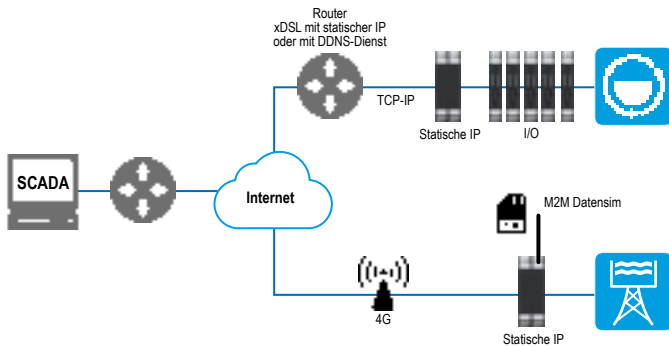 Router
xDSL mit statischer IP
oder mit DDNS-Dienst
TCP-IP
Statische IP
I/O
SCADA
Internet
M2M Datensim
4G
Statische IP